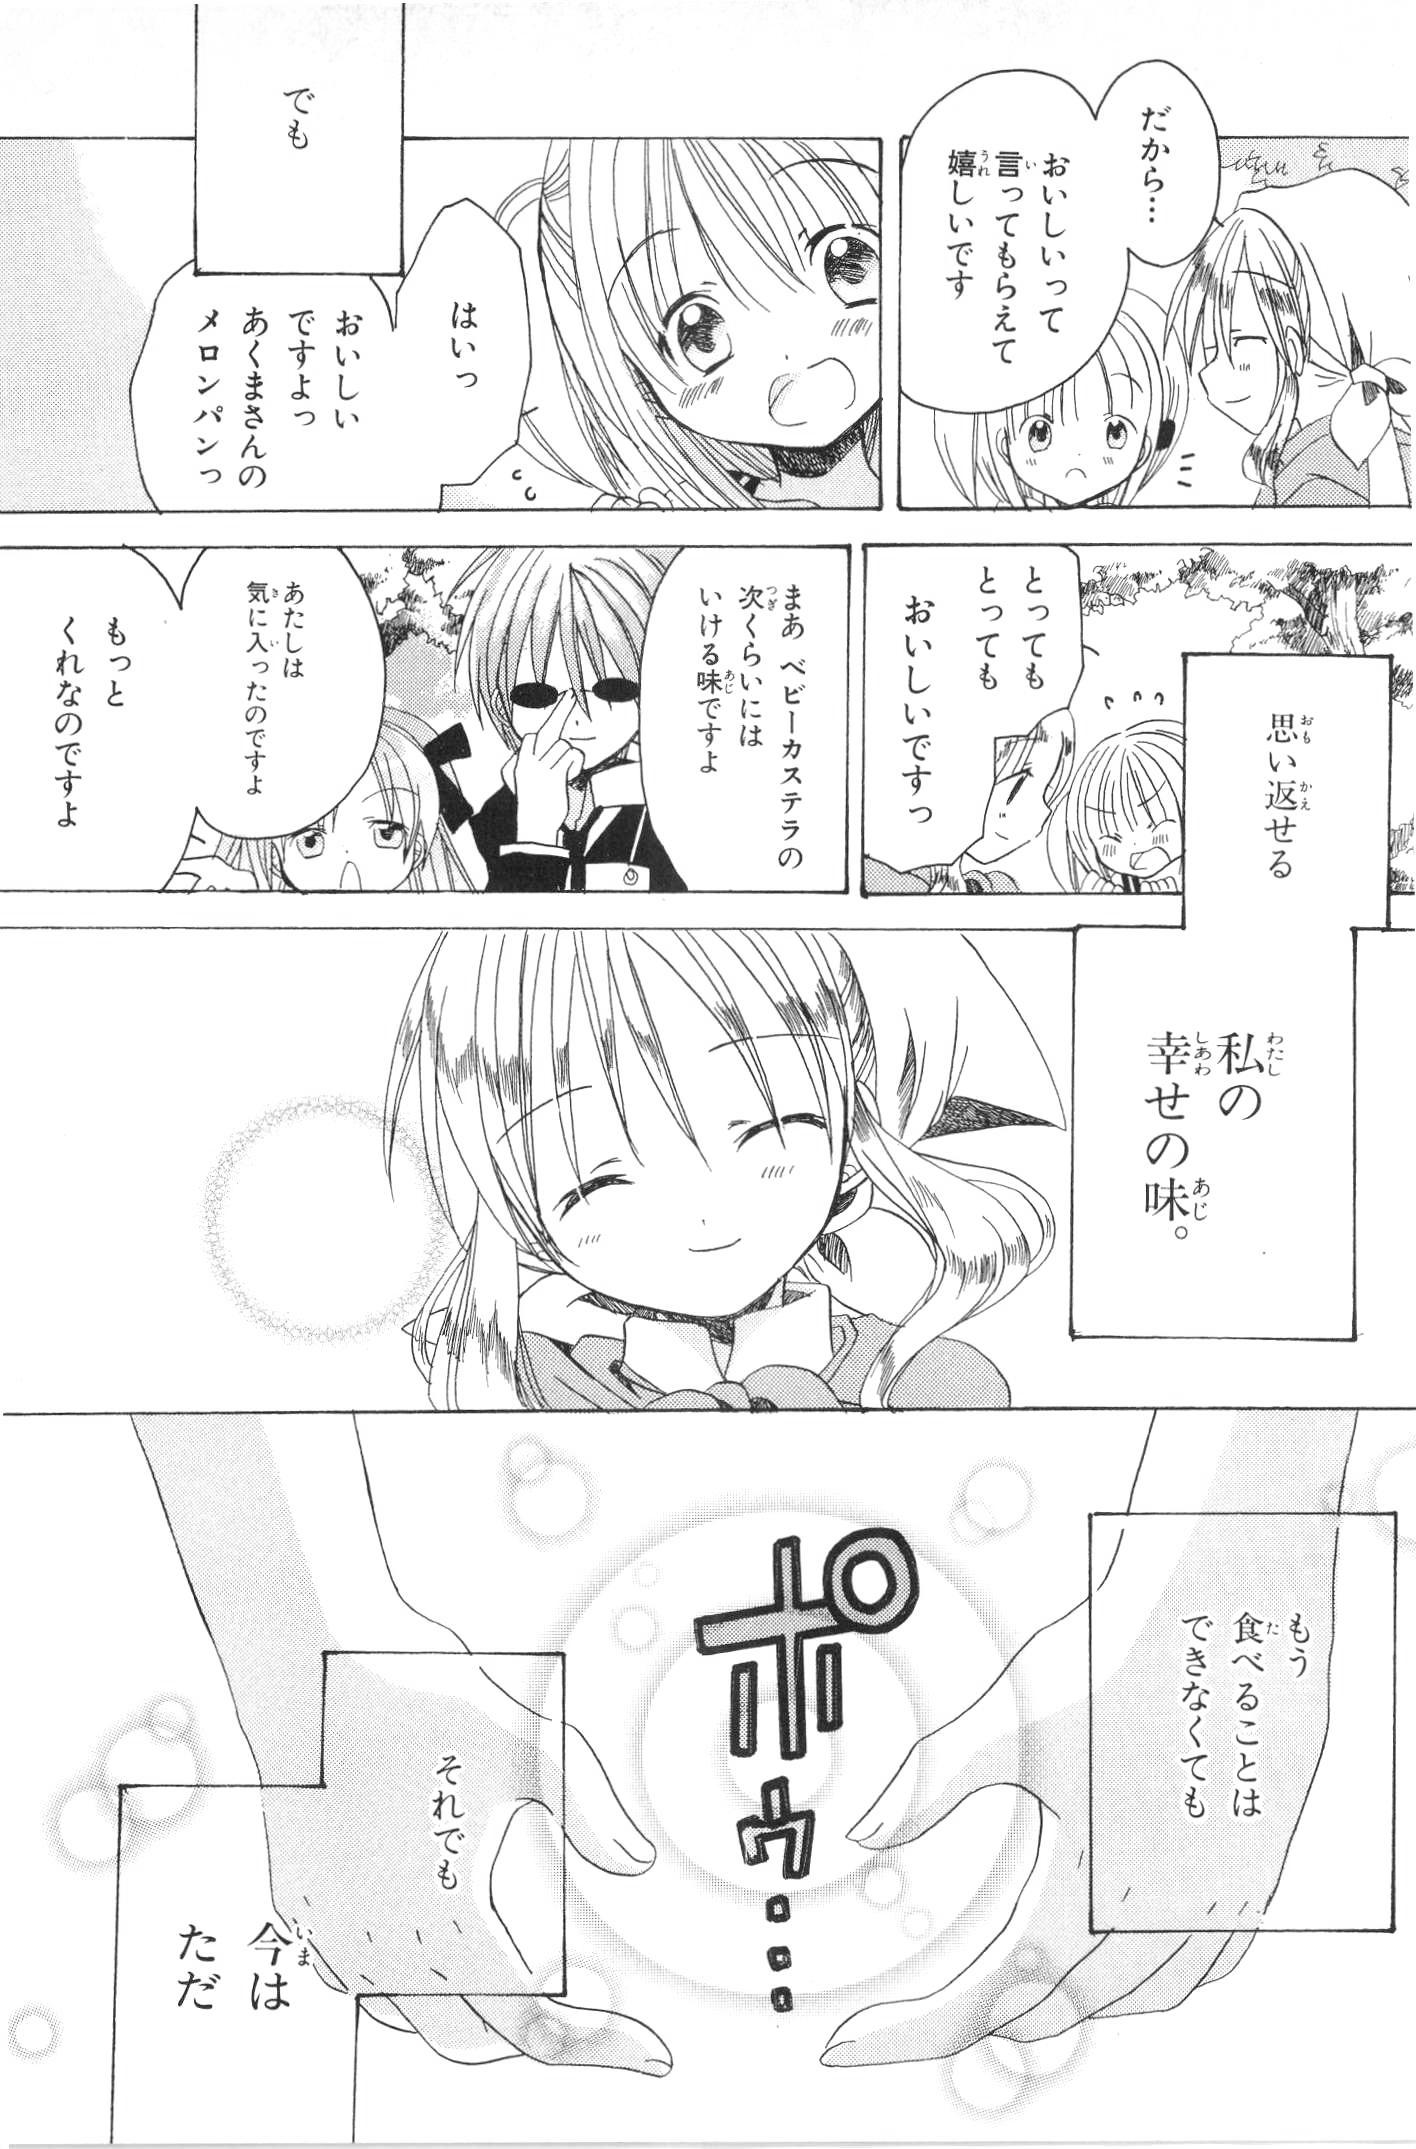 だから…
おいしいって
言ってもらえて
嬉しいです
はいっ
おいしい
ですよっ
あくまさんの
メロンパンっ
でも
思い返せる
とっても
とっても
おいしいですっ
まあ ベビーカステラの
次くらいには
いける味ですよ
あたしは
気に入ったのですよ
もっと
くれなのですよ
私の
幸せの味。
もう
食べることは
できなくても
ポゥ…
それでも
今は
ただ